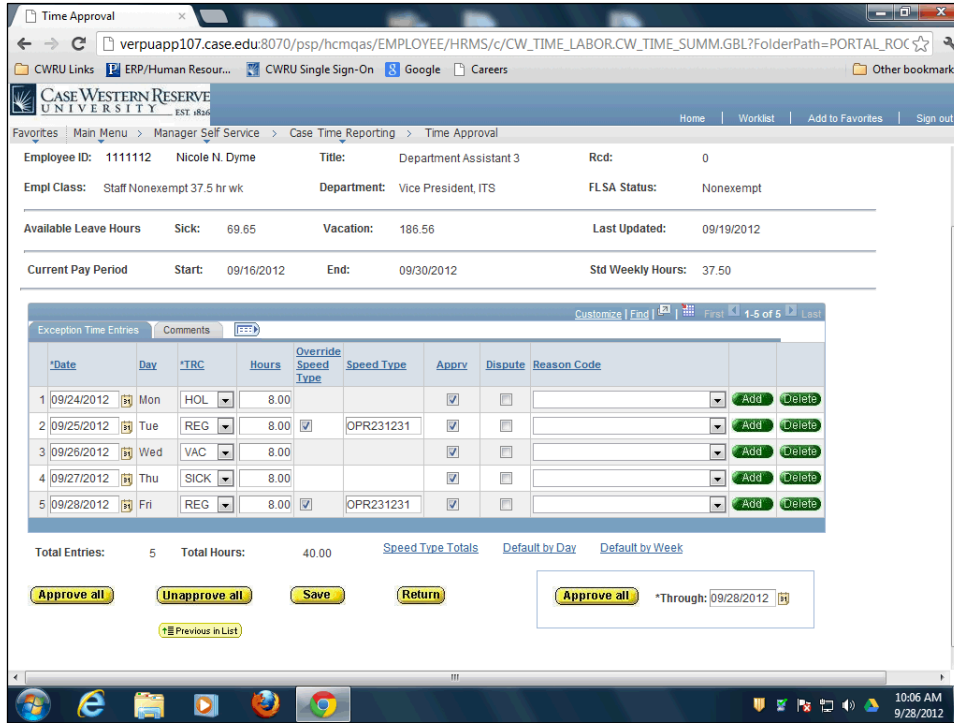 Time Approval
verpuapp107.case.edu:8070/psp/hcmqas/EMPLOYEE/HRMS/c/CW_TIME_LABOR.CW_TIME_SUMM.GBL?FolderPath=PORTAL_ROC
CWRU Links ERP/Human Resour... CWRU Single Sign-On Google Careers Other bookmark
CASE WESTERN RESERVE
UNIVERSITY EST. 1826
Home | Worklist | Add to Favorites | Sign out
Favorites Main Menu > Manager Self Service > Case Time Reporting > Time Approval
Employee ID: 1111112 Nicole N. Dyme Title: Department Assistant 3 Rcd: 0
Empl Class: Staff Nonexempt 37.5 hr wk Department: Vice President, ITS FLSA Status: Nonexempt
Available Leave Hours Sick: 69.65 Vacation: 186.56 Last Updated: 09/19/2012
Current Pay Period Start: 09/16/2012 End: 09/30/2012 Std Weekly Hours: 37.50
Customize | Find | | First 1-5 of 5 Last
Exception Time Entries Comments
*Date Day *TRC Hours Override Speed Type Speed Type Apprv Dispute Reason Code
1 09/24/2012 31 Mon HOL 8.00 Add Delete
2 09/25/2012 31 Tue REG 8.00 OPR231231 Add Delete
3 09/26/2012 31 Wed VAC 8.00 Add Delete
4 09/27/2012 31 Thu SICK 8.00 Add Delete
5 09/28/2012 31 Fri REG 8.00 OPR231231 Add Delete
Total Entries: 5 Total Hours: 40.00 Speed Type Totals Default by Day Default by Week
Approve all Unapprove all Save Return Approve all *Through: 09/28/2012 31
Previous in List
10:06 AM
9/28/2012